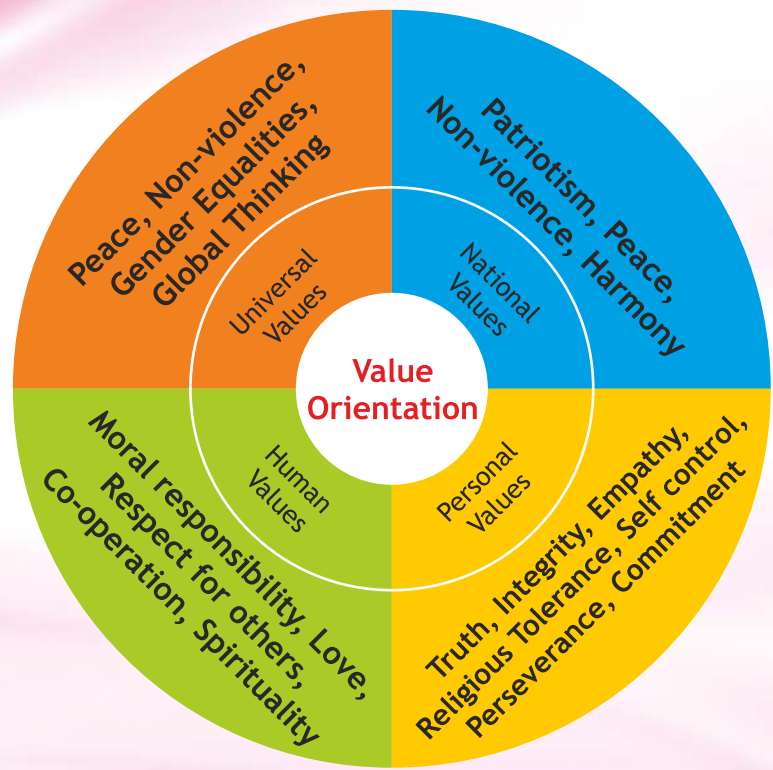 Peace, Non-violence,
Gender Equalities,
Global Thinking
Universal
Values
Patriotism, Peace,
Non-violence, Harmony
National
Values
Value
Orientation
Human
Values
Moral responsibility, Love,
Respect for others,
Co-operation, Spirituality
Personal
Values
Truth, Integrity, Empathy,
Religious Tolerance, Self control,
Perseverance, Commitment